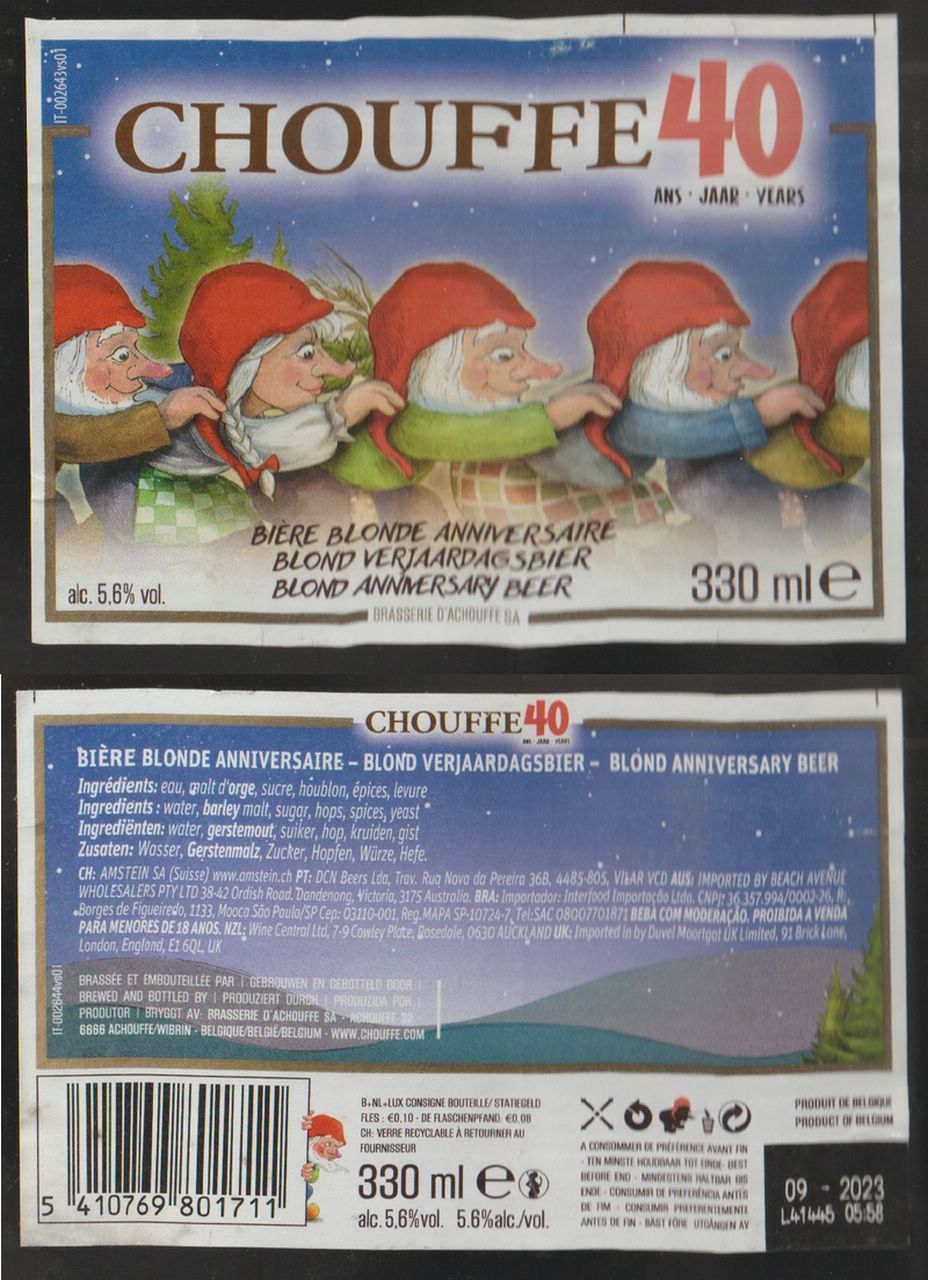 IT-002643vs01
CHOUFFE 40
ANS · JAAR · YEARS
BIÈRE BLONDE ANNIVERSAIRE
BLOND VERJAARDAGSBIER
BLOND ANNIVERSARY BEER
alc. 5,6% vol.
330 ml e
BRASSERIE D'ACHOUFFE SA
CHOUFFE 40
ANS · JAAR · YEARS
BIÈRE BLONDE ANNIVERSAIRE – BLOND VERJAARDAGSBIER – BLOND ANNIVERSARY BEER
Ingrédients: eau, malt d'orge, sucre, houblon, épices, levure
Ingredients : water, barley malt, sugar, hops, spices, yeast
Ingrediënten: water, gerstemout, suiker, hop, kruiden, gist
Zusaten: Wasser, Gerstenmalz, Zucker, Hopfen, Würze, Hefe.
CH: AMSTEIN SA (Suisse) www.amstein.ch PT: DCN Beers Lda, Trav. Rua Nova da Pereira 36B, 4485-805, VILAR VCD AUS: IMPORTED BY BEACH AVENUE
WHOLESALERS PTY LTD 38-42 Ordish Road. Dandenong, Victoria, 3175 Australia. BRA: Importador: Interfood Importação Ltda. CNPJ: 36.357.994/0002-26, R.
Borges de Figueiredo, 1133, Mooca São Paulo/SP Cep: 03110-001, Reg. MAPA SP-10724-7, Tel:SAC 08007701871 BEBA COM MODERAÇÃO. PROIBIDA A VENDA
PARA MENORES DE 18 ANOS. NZL: Wine Central Ltd, 7-9 Cowley Plate, Rosedale, 0630 AUCKLAND UK: Imported in by Duvel Moortgat UK Limited, 91 Brick Lane,
London, England, E1 6QL, UK
IT-002644vs01
BRASSÉE ET EMBOUTEILLÉE PAR | GEBROUWEN EN GEBOTTELD DOOR |
BREWED AND BOTTLED BY | PRODUZIERT DURCH | PRODUZIDA POR |
PRODUTOR | BRYGGT AV: BRASSERIE D'ACHOUFFE SA - ACHOUFFE 32 -
6666 ACHOUFFE/WIBRIN - BELGIQUE/BELGIË/BELGIUM - WWW.CHOUFFE.COM
5 410769 801711
B+NL+LUX CONSIGNE BOUTEILLE/ STATIEGELD
FLES : €0,10 - DE FLASCHENPFAND: €0,08
CH: VERRE RECYCLABLE À RETOURNER AU
FOURNISSEUR
330 ml e
alc. 5,6%vol. 5.6%alc./vol.
A CONSOMMER DE PRÉFÉRENCE AVANT FIN
- TEN MINSTE HOUDBAAR TOT EINDE- BEST
BEFORE END - MINDESTENS HALTBAR BIS
ENDE - CONSUMIR DE PREFERÊNCIA ANTES
DE FIM - CONSUMIR PREFERENTEMENTE
ANTES DE FIN - BÄST FÖRE UTGÅNGEN AV
PRODUIT DE BELGIQUE
PRODUCT OF BELGIUM
09 - 2023
L41445 05:58